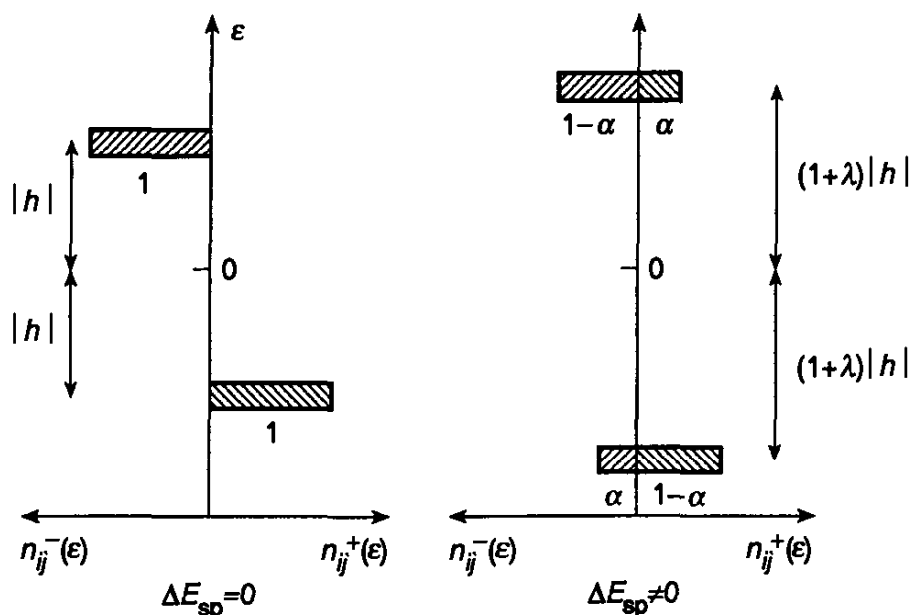 ε
1
|h|
0
|h|
1
n_ij^-(ε)
n_ij^+(ε)
ΔE_sp=0
1-α α
(1+λ)|h|
0
(1+λ)|h|
α 1-α
n_ij^-(ε)
n_ij^+(ε)
ΔE_sp≠0